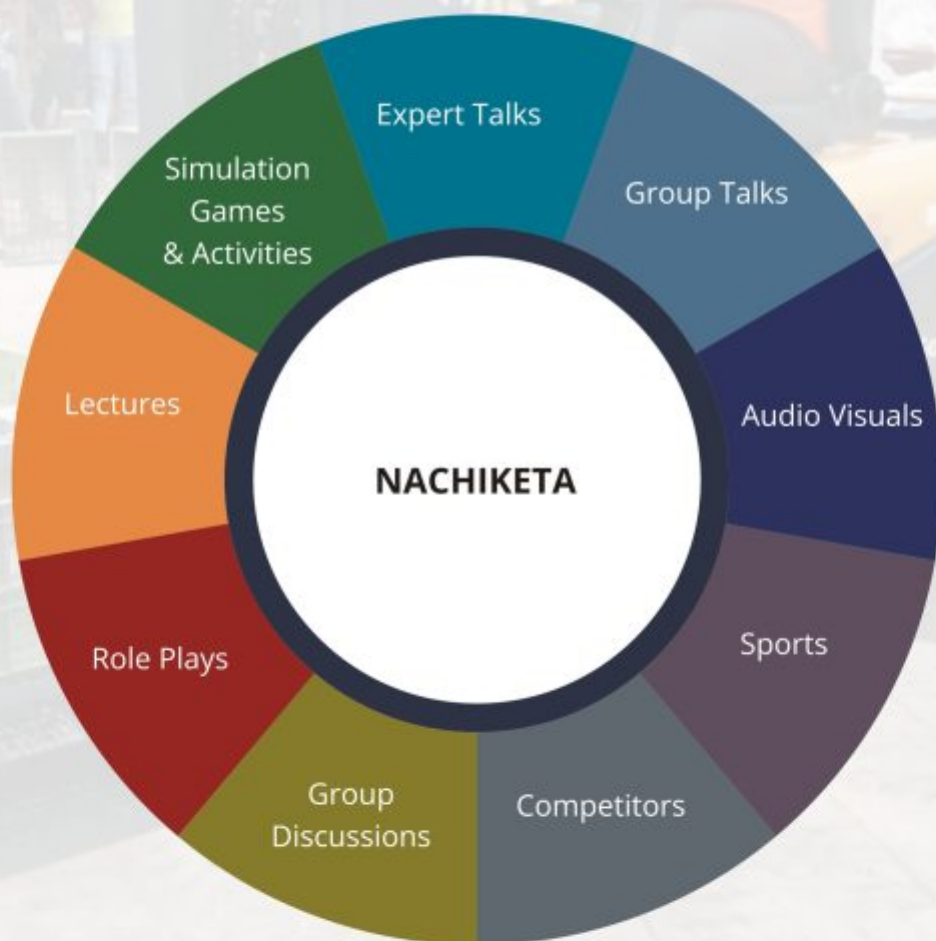 Expert Talks
Group Talks
Audio Visuals
Sports
Competitors
Group
Discussions
Role Plays
Lectures
Simulation
Games
& Activities
NACHIKETA